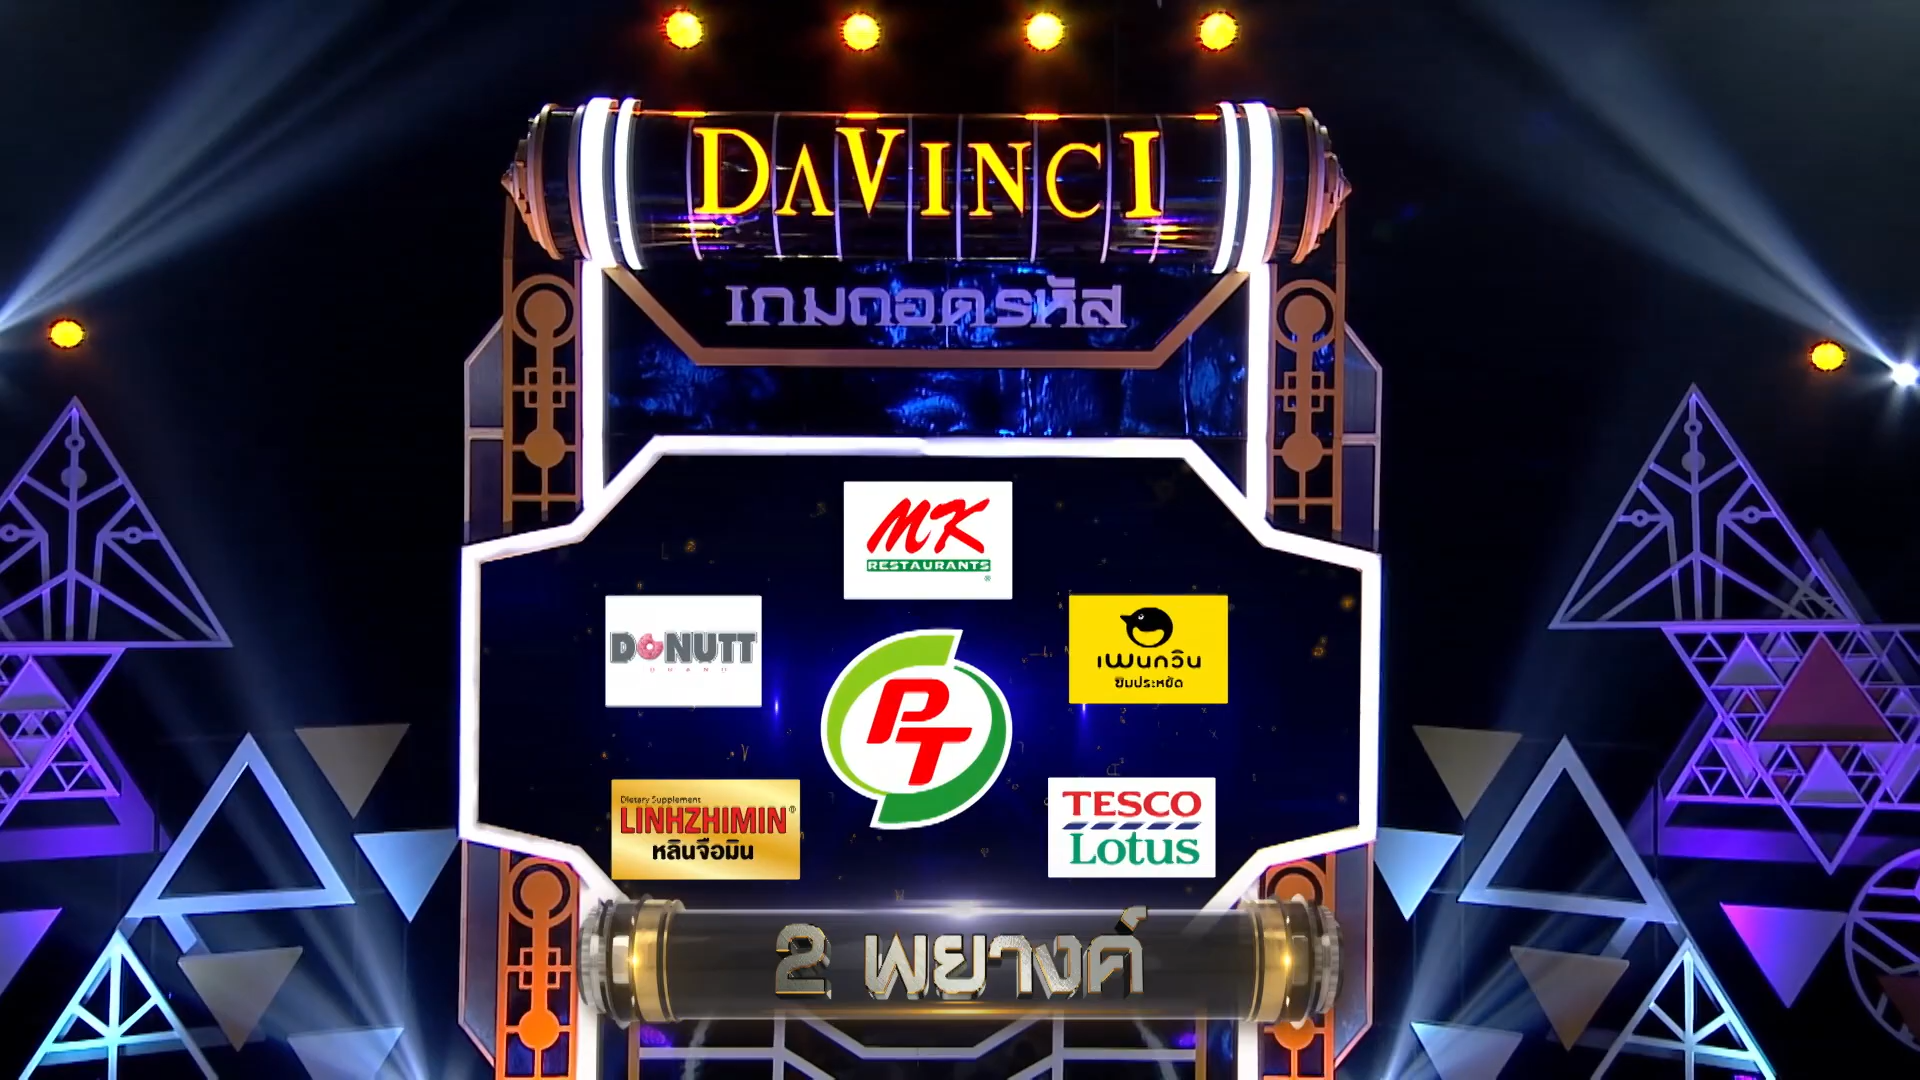 DAVINCI
เกมถอดรหัส
MK
RESTAURANTS
DONUTT
เพนกวิน
ยิ้มประหยัด
PT
Dietary Supplement
LINHZHIMIN
หลินจือมิน
TESCO
Lotus
2 พยางค์